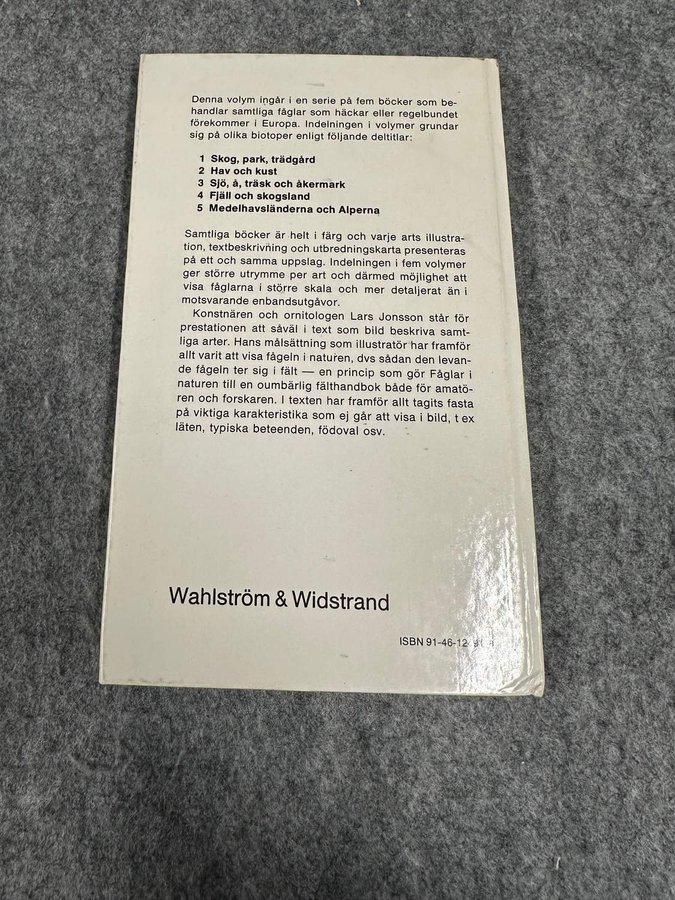 Denna volym ingår i en serie på fem böcker som be-
handlar samtliga fåglar som häckar eller regelbundet
förekommer i Europa. Indelningen i volymer grundar
sig på olika biotoper enligt följande deltitlar:
1 Skog, park, trädgård
2 Hav och kust
3 Sjö, å, träsk och åkermark
4 Fjäll och skogsland
5 Medelhavsländerna och Alperna
Samtliga böcker är helt i färg och varje arts illustra-
tion, textbeskrivning och utbredningskarta presenteras
på ett och samma uppslag. Indelningen i fem volymer
ger större utrymme per art och därmed möjlighet att
visa fåglarna i större skala och mer detaljerat än i
motsvarande enbandsutgåvor.
Konstnären och ornitologen Lars Jonsson står för
prestationen att såväl i text som bild beskriva samt-
liga arter. Hans målsättning som illustratör har framför
allt varit att visa fågeln i naturen, dvs sådan den levan-
de fågeln ter sig i fält — en princip som gör Fåglar i
naturen till en oumbärlig fälthandbok både för amatö-
ren och forskaren. I texten har framför allt tagits fasta
på viktiga karakteristika som ej går att visa i bild, t ex
läten, typiska beteenden, födoval osv.
Wahlström & Widstrand
ISBN